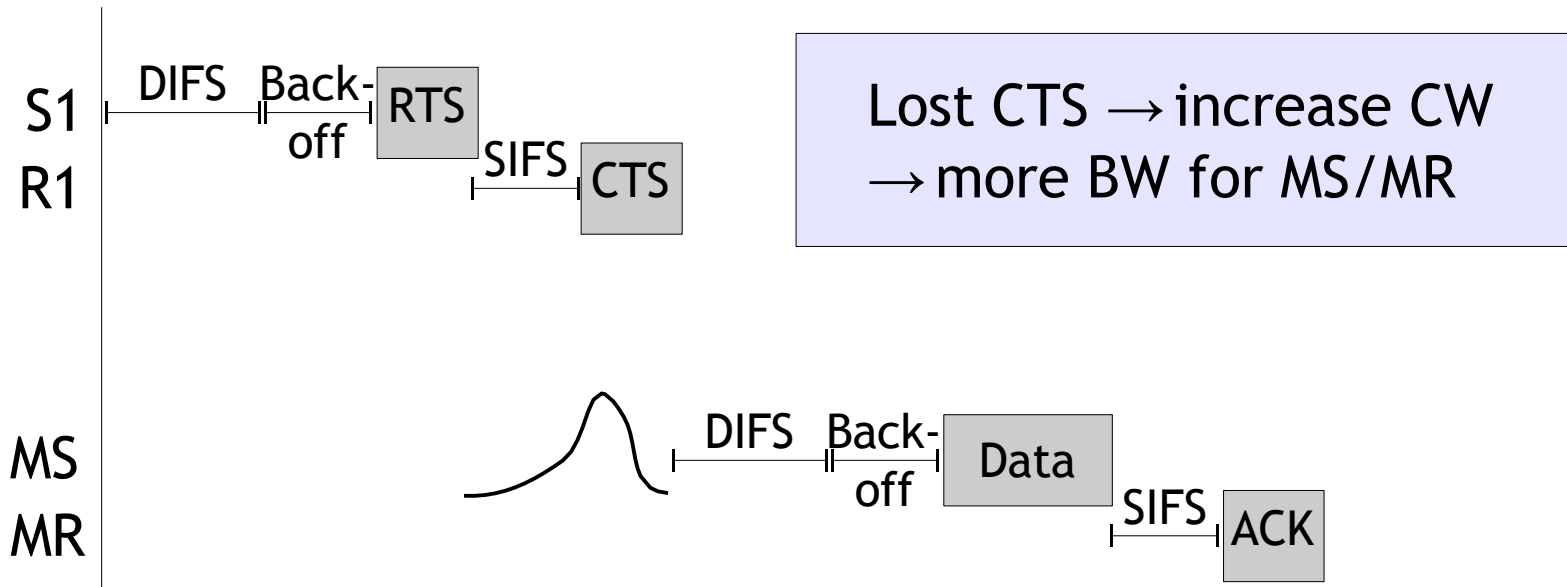 S1
R1
DIFS
Back-
off
RTS
SIFS
CTS
Lost CTS → increase CW
→ more BW for MS/MR
MS
MR
DIFS
Back-
off
Data
SIFS
ACK